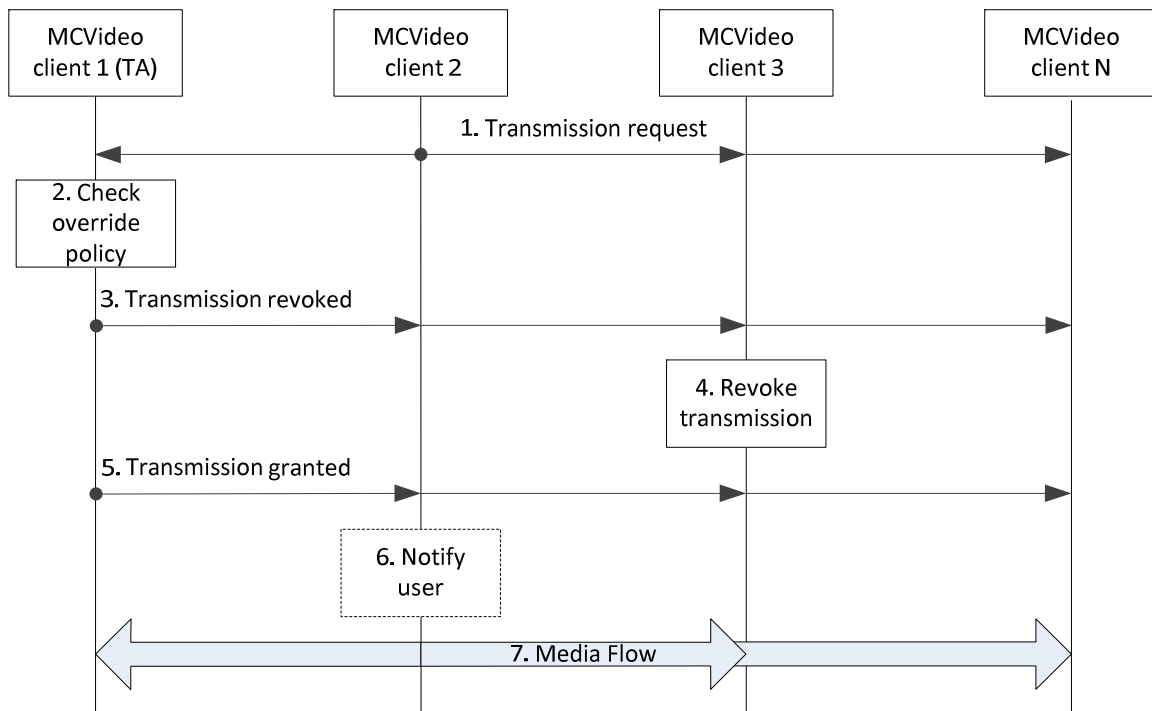 MCVideo
client 1 (TA)
MCVideo
client 2
MCVideo
client 3
MCVideo
client N
1. Transmission request
2. Check
override
policy
3. Transmission revoked
4. Revoke
transmission
5. Transmission granted
6. Notify
user
7. Media Flow